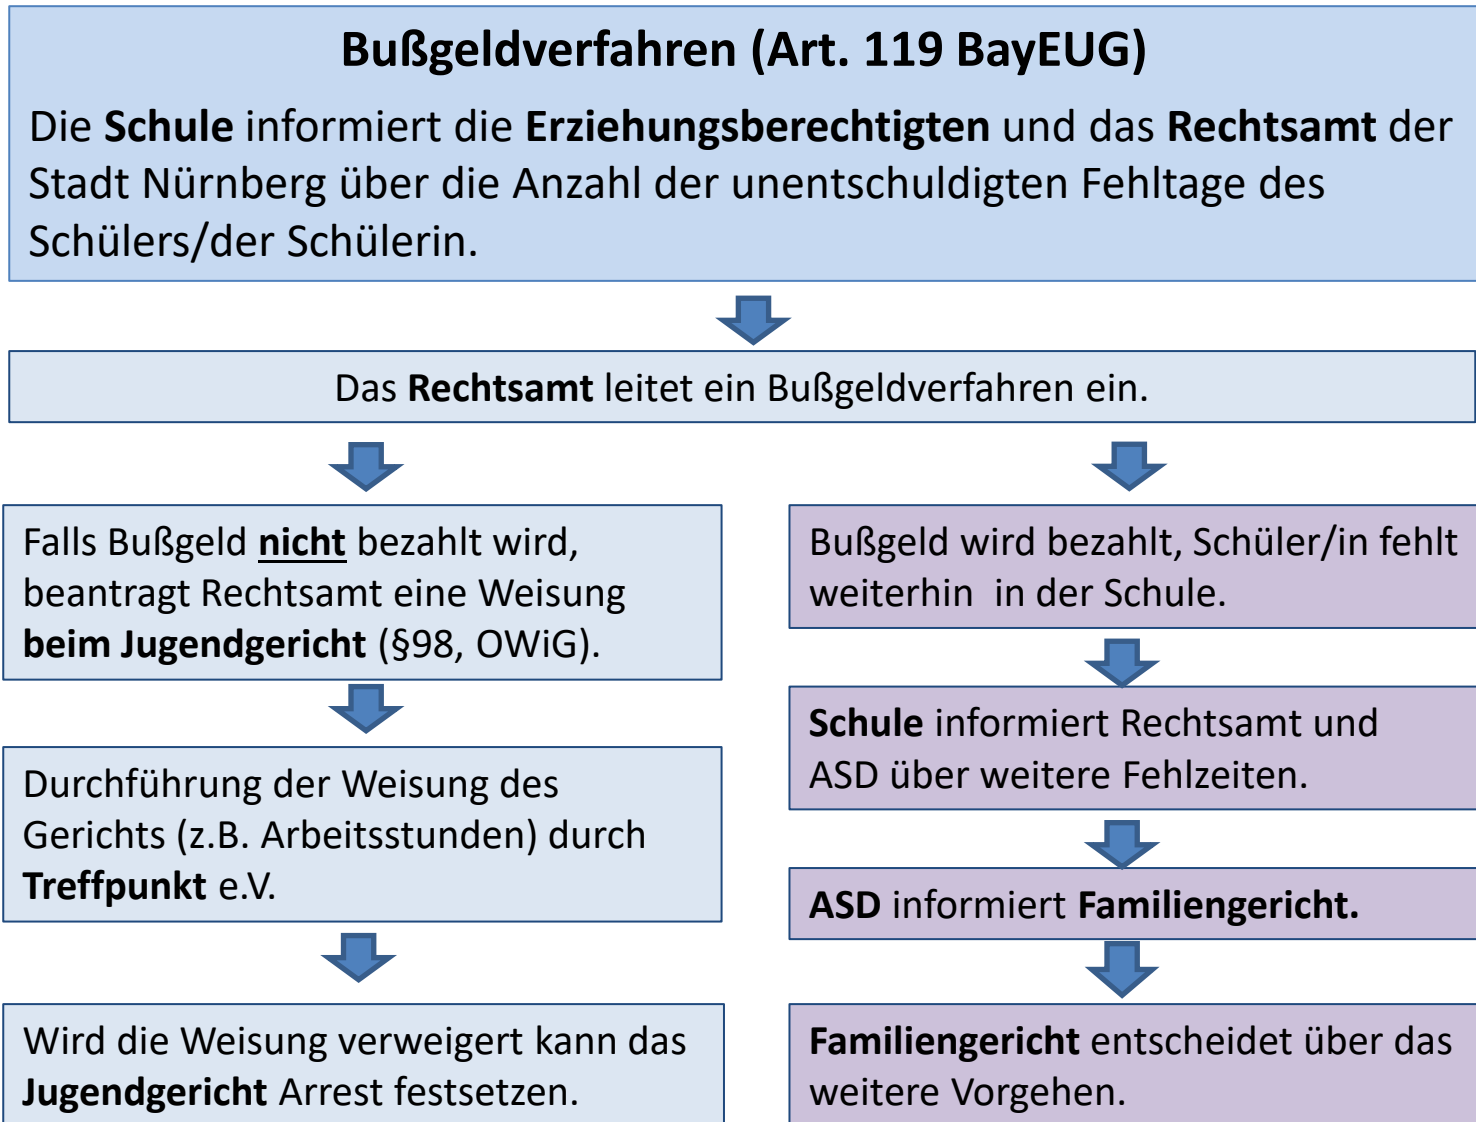 Bußgeldverfahren (Art. 119 BayEUG)
Die Schule informiert die Erziehungsberechtigten und das Rechtsamt der
Stadt Nürnberg über die Anzahl der unentschuldigten Fehltage des
Schülers/der Schülerin.
Das Rechtsamt leitet ein Bußgeldverfahren ein.
Falls Bußgeld nicht bezahlt wird,
beantragt Rechtsamt eine Weisung
beim Jugendgericht (§98, OWiG).
Durchführung der Weisung des
Gerichts (z.B. Arbeitsstunden) durch
Treffpunkt e.V.
Wird die Weisung verweigert kann das
Jugendgericht Arrest festsetzen.
Bußgeld wird bezahlt, Schüler/in fehlt
weiterhin in der Schule.
Schule informiert Rechtsamt und
ASD über weitere Fehlzeiten.
ASD informiert Familiengericht.
Familiengericht entscheidet über das
weitere Vorgehen.